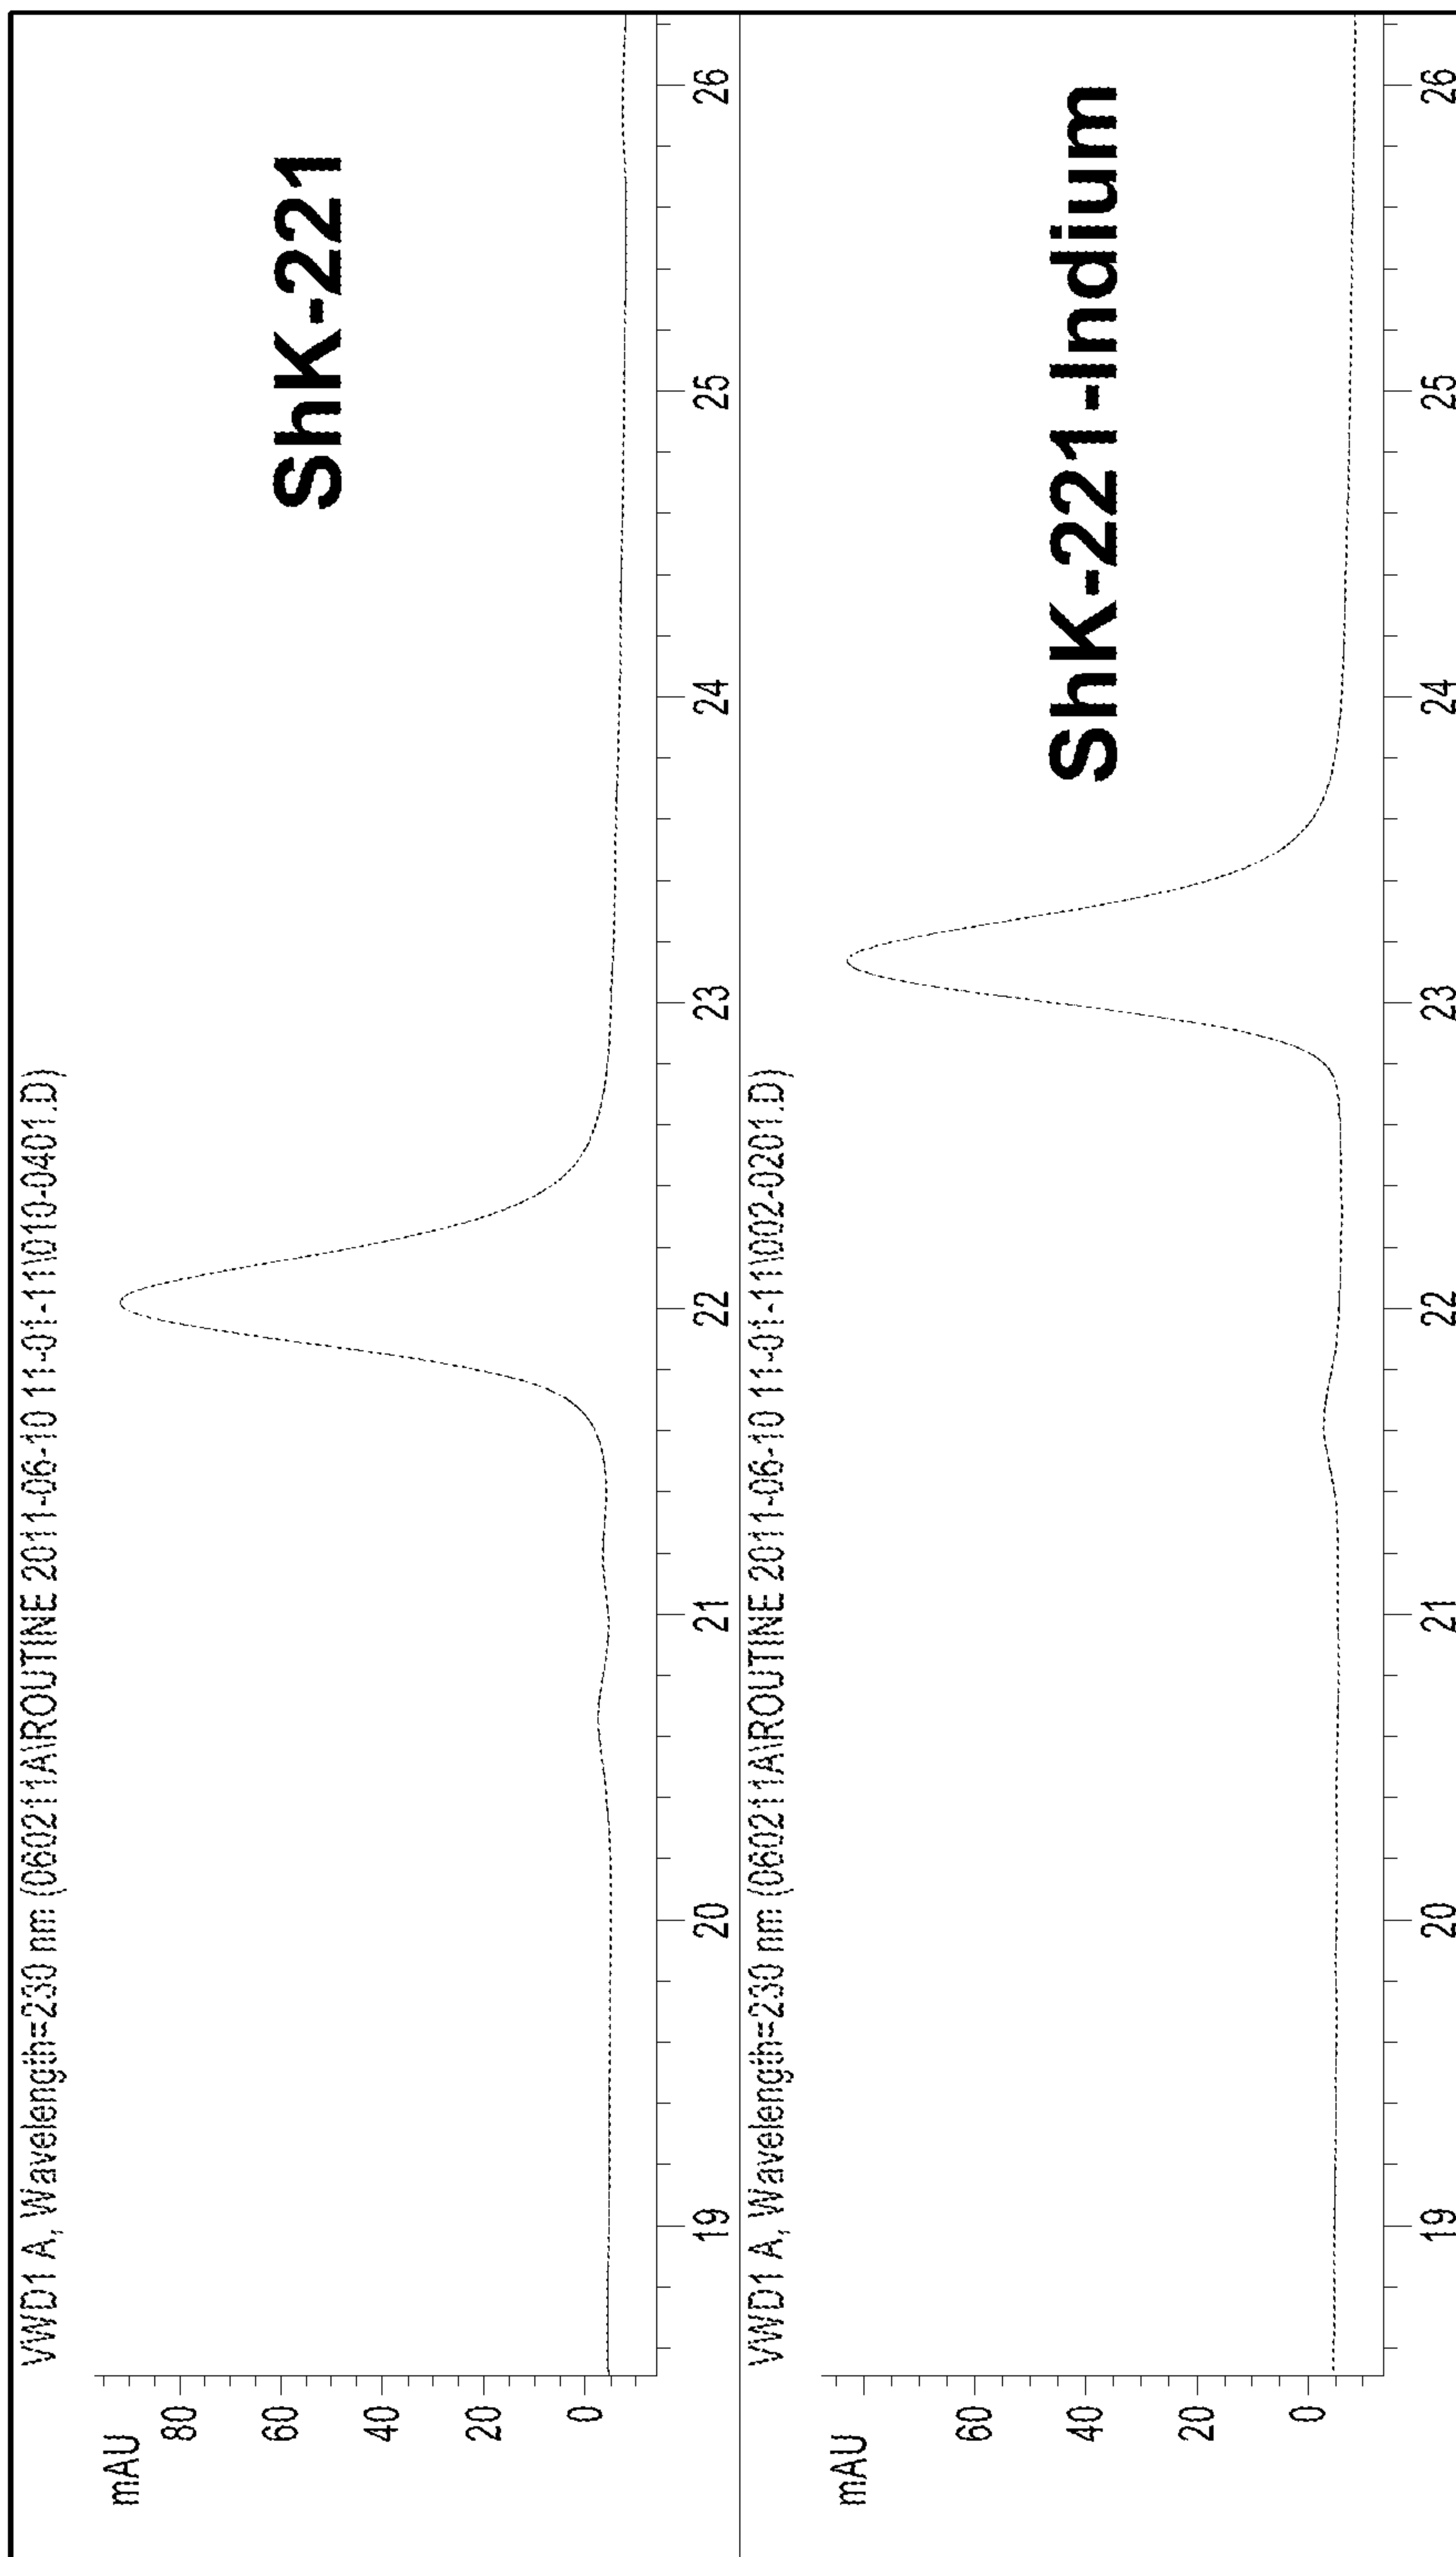 VWD1 A, Wavelength=230 nm (060211A\ROUTINE 2011-06-10 11-01-11\010-0401.D)
mAU
80
60
40
20
0
ShK-221
19 20 21 22 23 24 25 26
VWD1 A, Wavelength=230 nm (060211A\ROUTINE 2011-06-10 11-01-11\002-0201.D)
mAU
60
40
20
0
ShK-221-Indium
19 20 21 22 23 24 25 26